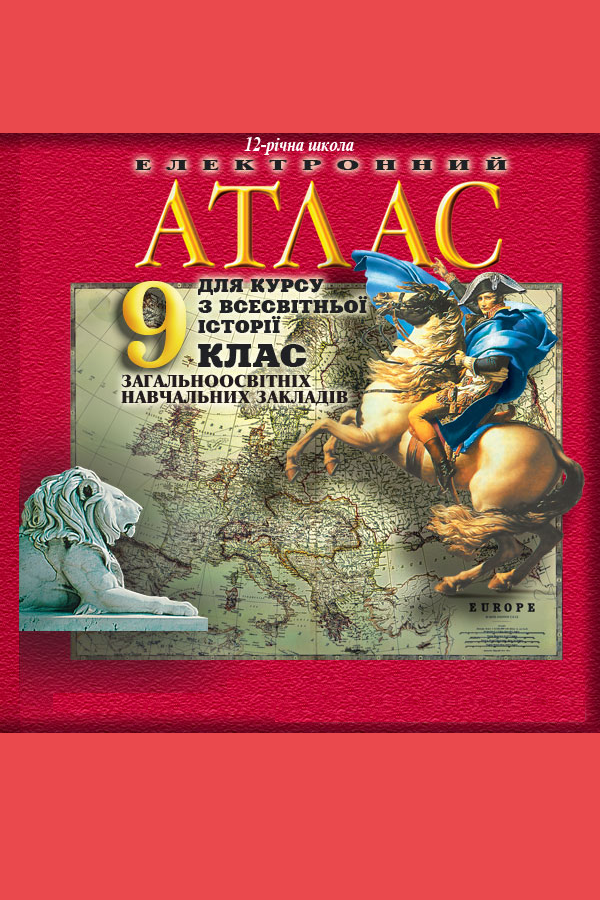 12-річна школа
ЕЛЕКТРОННИЙ
АТЛАС
ДЛЯ КУРСУ
З ВСЕСВІТНЬОЇ
ІСТОРІЇ
9 КЛАС
ЗАГАЛЬНООСВІТНІХ
НАВЧАЛЬНИХ ЗАКЛАДІВ
EUROPE